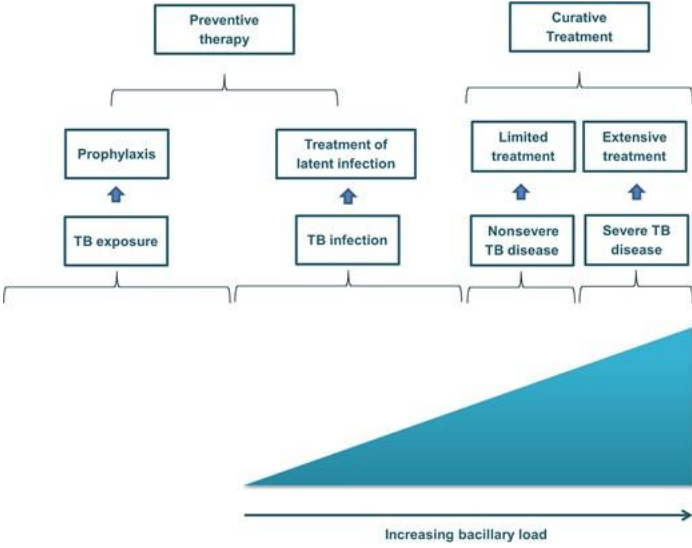 Preventive
therapy
Curative
Treatment
Prophylaxis
Treatment of
latent infection
Limited
treatment
Extensive
treatment
TB exposure
TB infection
Nonsevere
TB disease
Severe TB
disease
Increasing bacillary load